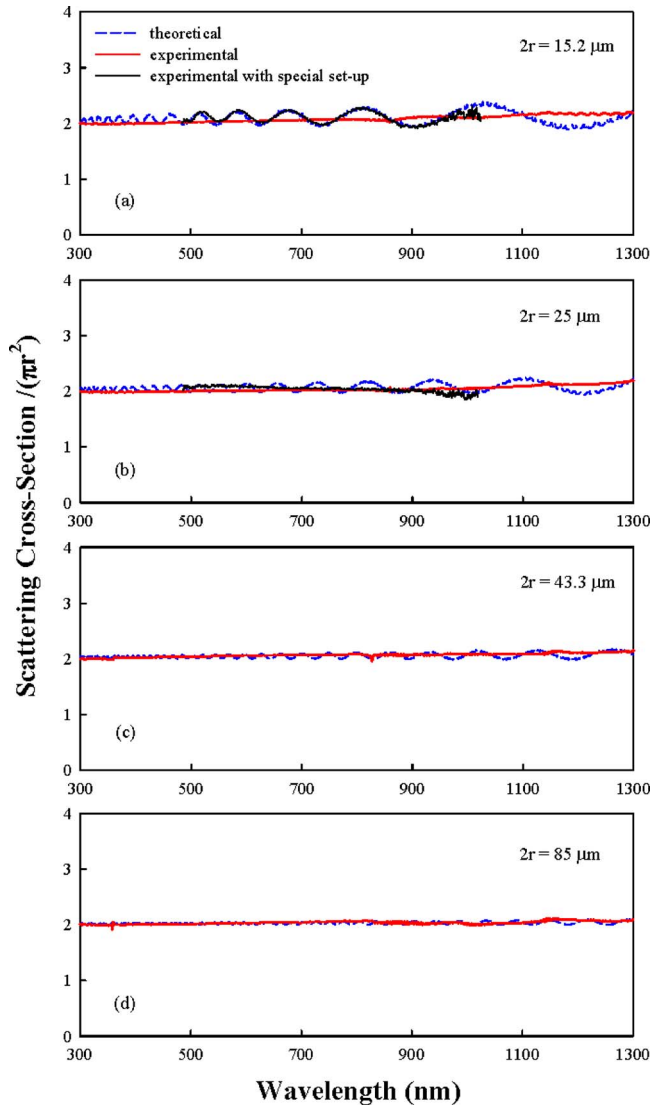 4
theoretical
experimental
experimental with special set-up
2r = 15.2 μm
3
2
1
(a)
0
300 500 700 900 1100 1300
4
2r = 25 μm
3
2
1
(b)
0
300 500 700 900 1100 1300
4
2r = 43.3 μm
3
2
1
(c)
0
300 500 700 900 1100 1300
4
2r = 85 μm
3
2
1
(d)
0
300 500 700 900 1100 1300
Scattering Cross-Section /(πr²)
Wavelength (nm)